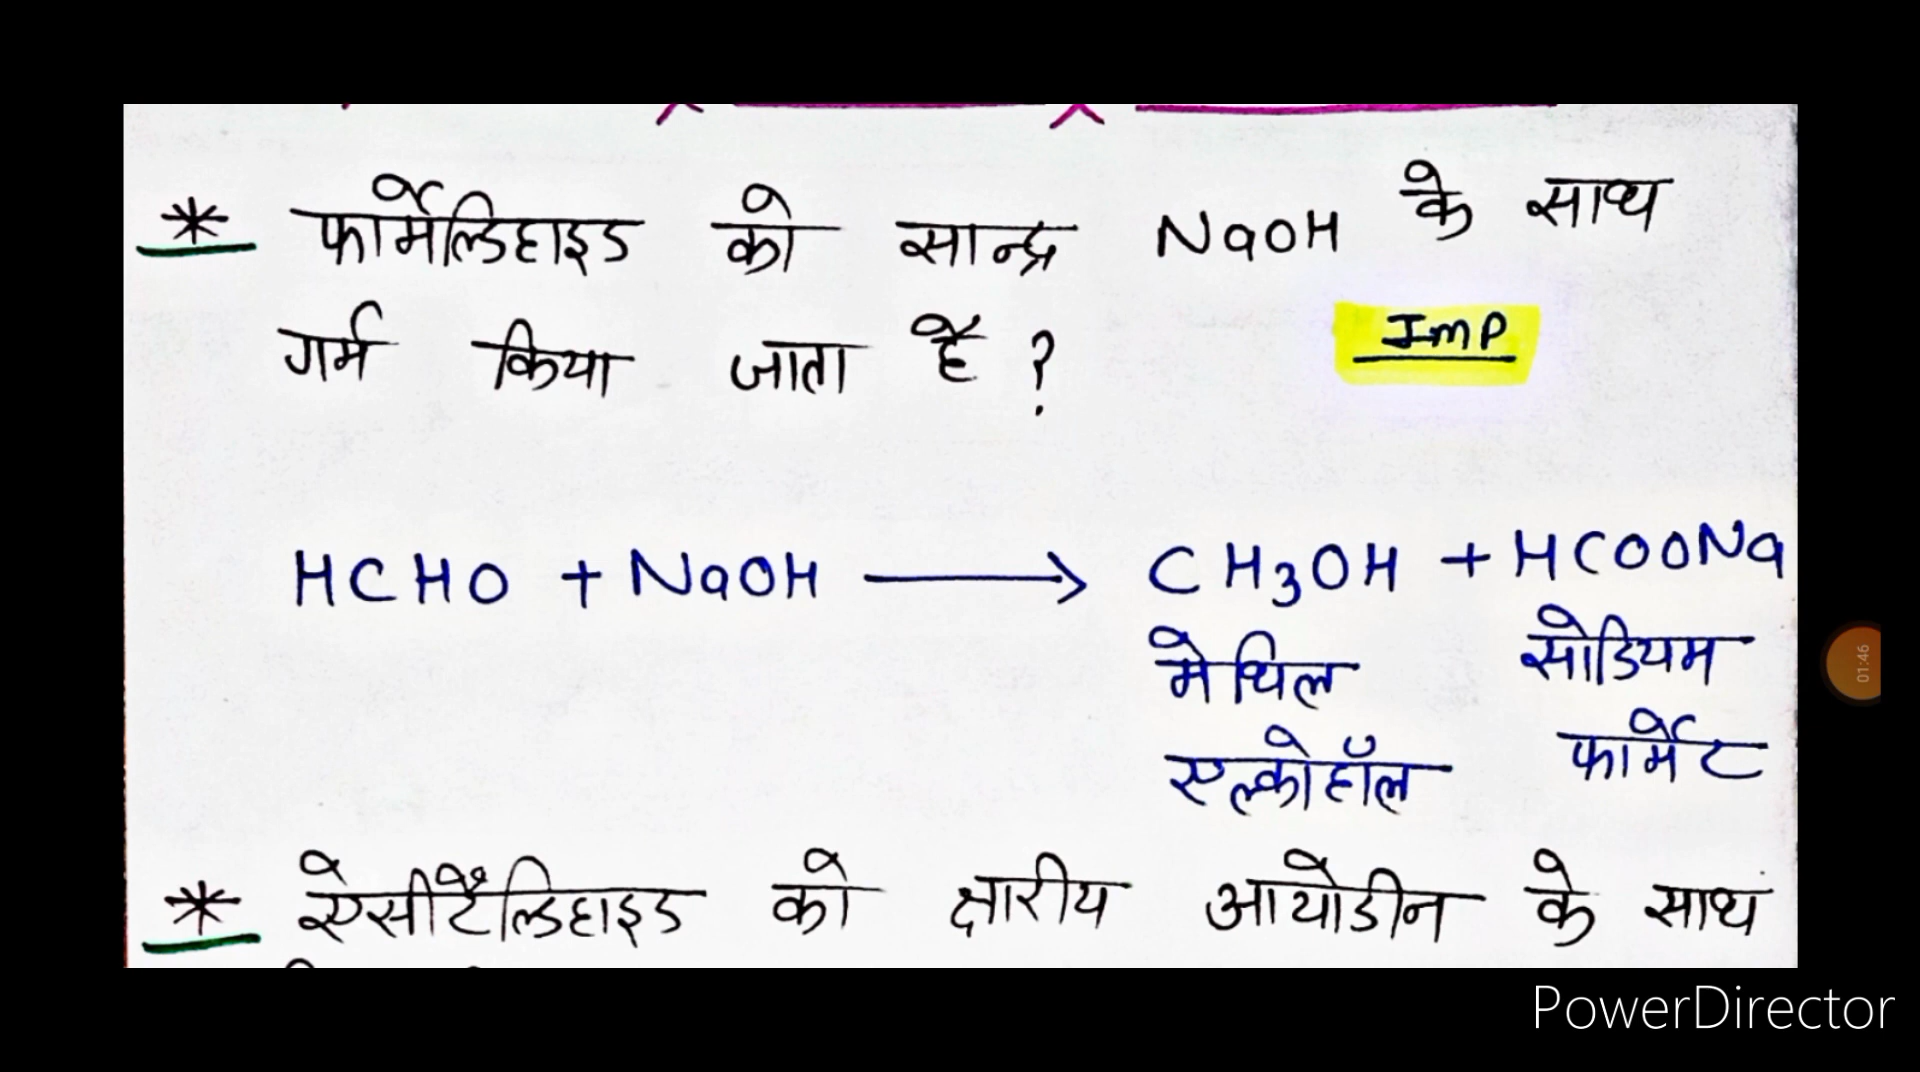 * फार्मेल्डिहाइड को सान्द्र NaOH के साथ
गर्म किया जाता है ?
Imp
HCHO + NaOH ⟶ CH3OH + HCOONa
मेथिल सोडियम
एल्कोहॉल फार्मेट
01:46
* ऐसीटैल्डिहाइड को क्षारीय आयोडीन के साथ
PowerDirector